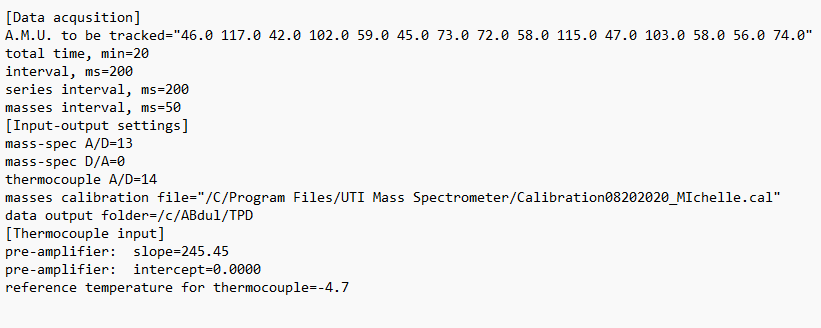 [Data acqusition]
A.M.U. to be tracked="46.0 117.0 42.0 102.0 59.0 45.0 73.0 72.0 58.0 115.0 47.0 103.0 58.0 56.0 74.0"
total time, min=20
interval, ms=200
series interval, ms=200
masses interval, ms=50
[Input-output settings]
mass-spec A/D=13
mass-spec D/A=0
thermocouple A/D=14
masses calibration file="/C/Program Files/UTI Mass Spectrometer/Calibration08202020_MIchelle.cal"
data output folder=/c/ABdul/TPD
[Thermocouple input]
pre-amplifier:  slope=245.45
pre-amplifier:  intercept=0.0000
reference temperature for thermocouple=-4.7